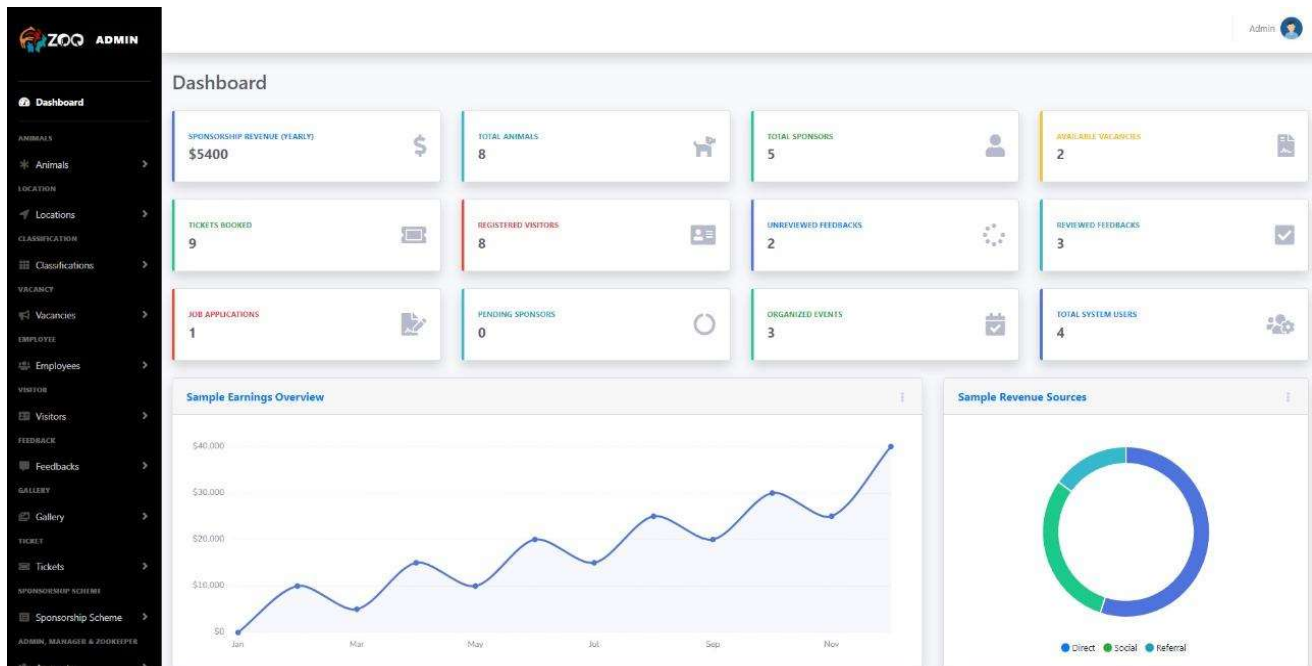 ZOO ADMIN
Admin
Dashboard
Dashboard
ANIMALS
Animals
LOCATION
Locations
CLASSIFICATION
Classifications
VACANCY
Vacancies
EMPLOYEE
Employees
VISITOR
Visitors
FEEDBACK
Feedbacks
GALLERY
Gallery
TICKET
Tickets
SPONSORSHIP SCHEME
Sponsorship Scheme
ADMIN, MANAGER & ZOOKEEPER
SPONSORSHIP REVENUE (YEARLY)
$5400
TOTAL ANIMALS
8
TOTAL SPONSORS
5
AVAILABLE VACANCIES
2
TICKETS BOOKED
9
REGISTERED VISITORS
8
UNREVIEWED FEEDBACKS
2
REVIEWED FEEDBACKS
3
JOB APPLICATIONS
1
PENDING SPONSORS
0
ORGANIZED EVENTS
3
TOTAL SYSTEM USERS
4
Sample Earnings Overview
$40,000
$30,000
$20,000
$10,000
$0
Jan Mar May Jul Sep Nov
Sample Revenue Sources
Direct Social Referral